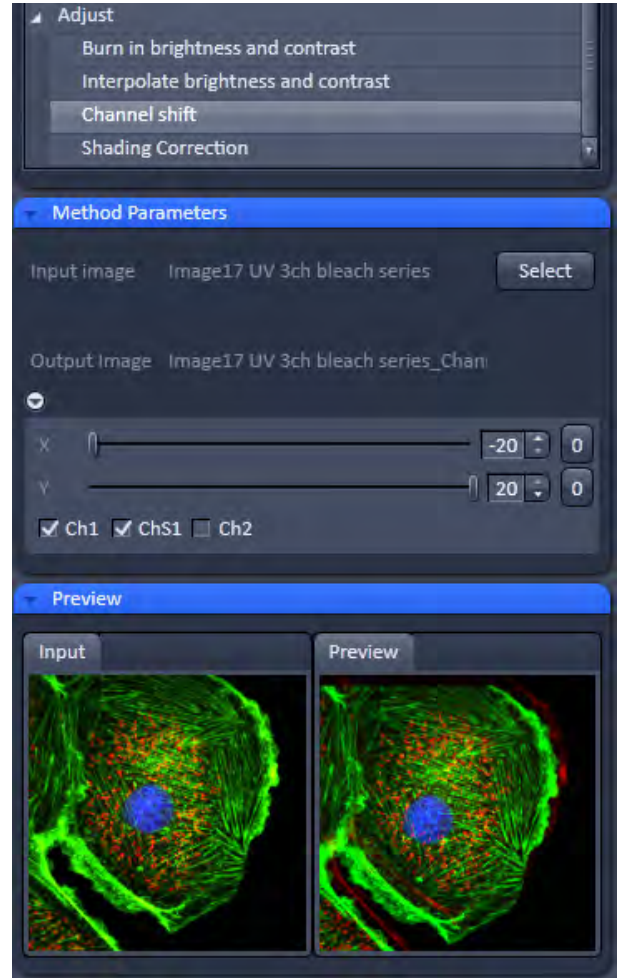 Adjust
Burn in brightness and contrast
Interpolate brightness and contrast
Channel shift
Shading Correction
Method Parameters
Input image Image17 UV 3ch bleach series Select
Output Image Image17 UV 3ch bleach series_Chan
X -20 0
Y 20 0
Ch1 ChS1 Ch2
Preview
Input Preview